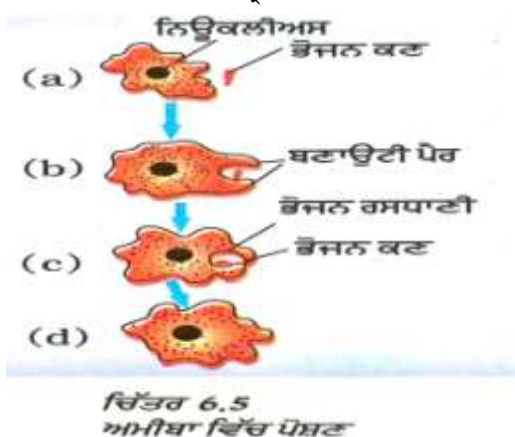 ਨਿਊਕਲੀਅਸ
ਭੋਜਨ ਕਣ
(a)
(b)
ਬਣਾਉਟੀ ਪੈਰ
ਭੋਜਨ ਰਸਧਾਣੀ
(c)
ਭੋਜਨ ਕਣ
(d)
ਚਿੱਤਰ 6.5
ਅਮੀਬਾ ਵਿੱਚ ਪੋਸ਼ਣ